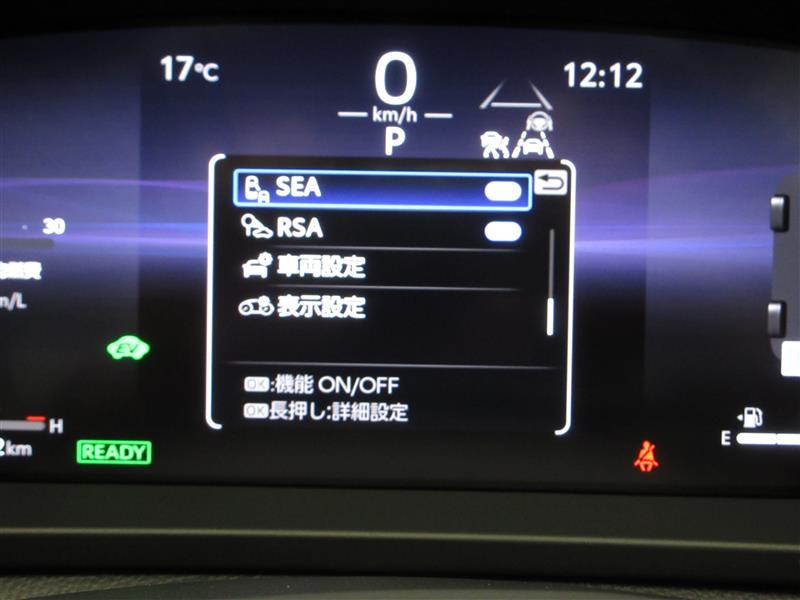 17℃
12:12
0
km/h
P
SEA
RSA
車両設定
表示設定
OK:機能 ON/OFF
OK長押し:詳細設定
30
m/L
EV
H
2km
READY
E